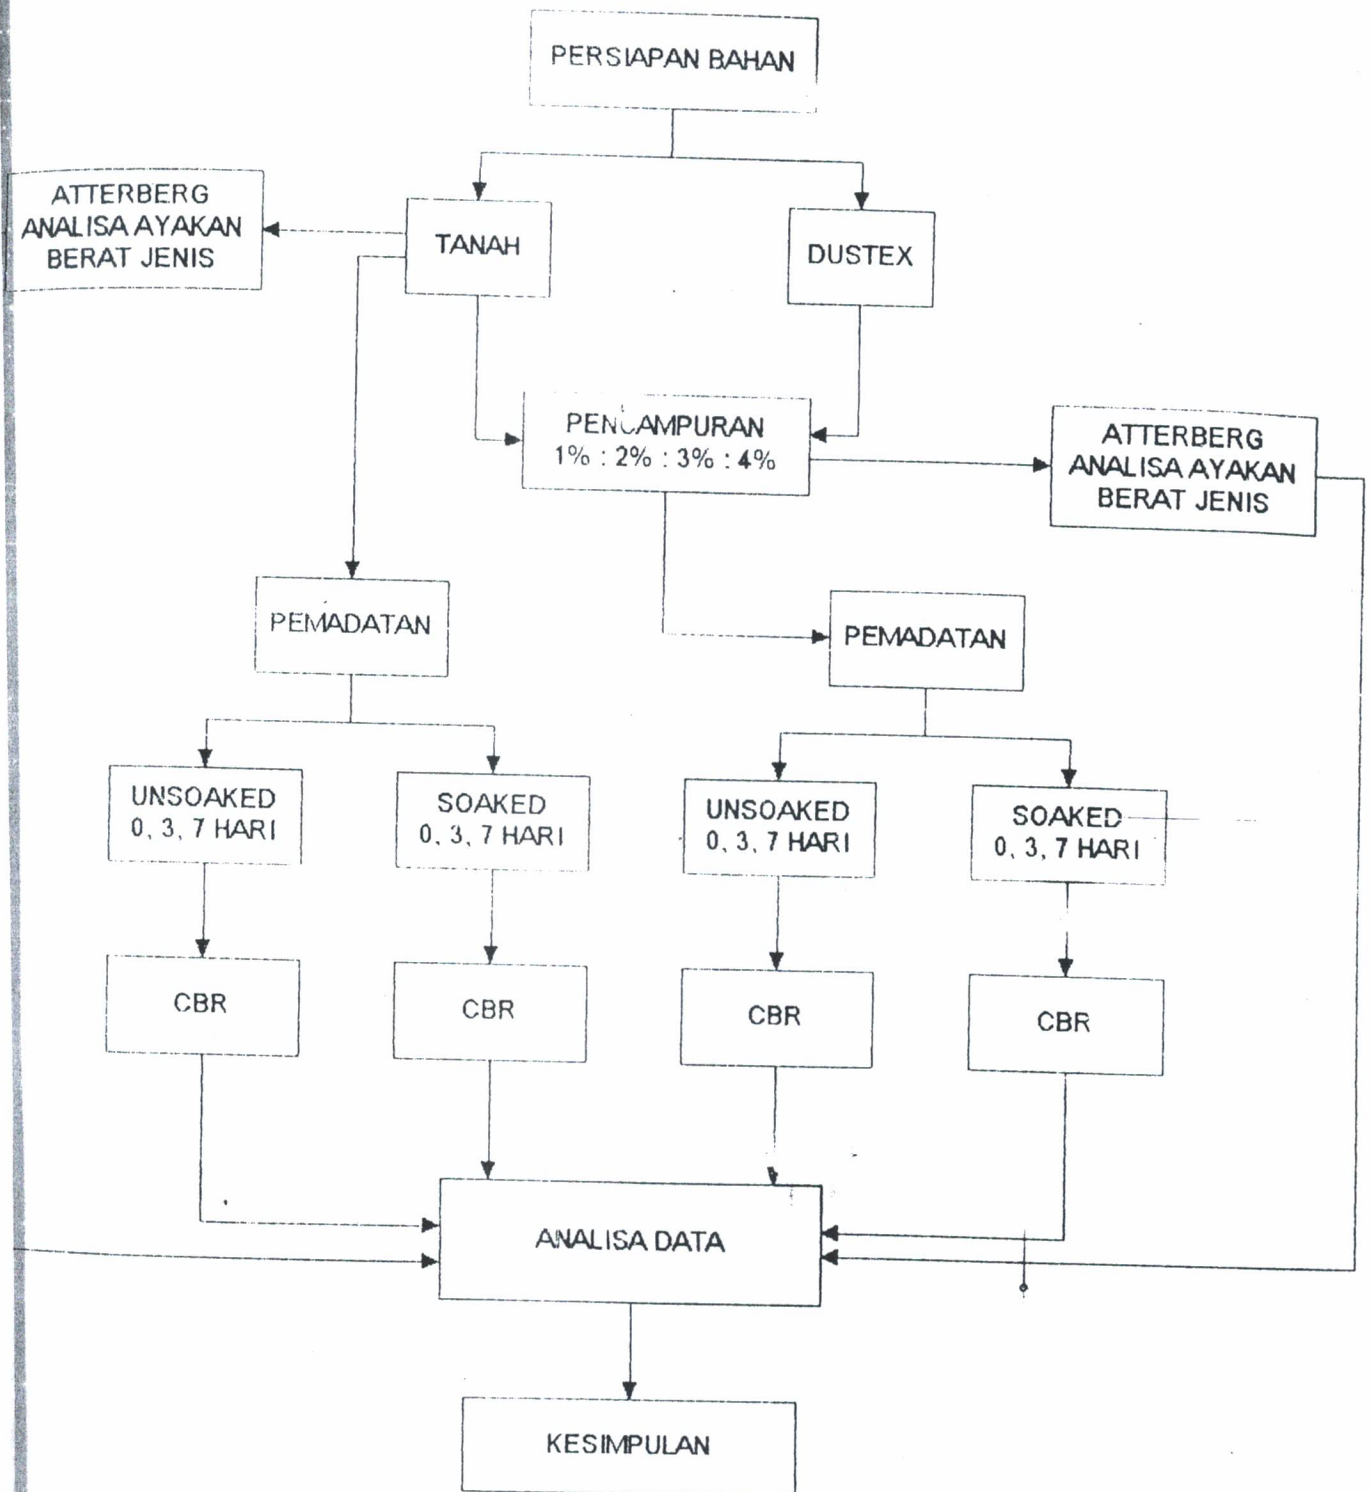 PERSIAPAN BAHAN
ATTERBERG
ANALISA AYAKAN
BERAT JENIS
TANAH
DUSTEX
PENCAMPURAN
1% : 2% : 3% : 4%
ATTERBERG
ANALISA AYAKAN
BERAT JENIS
PEMADATAN
PEMADATAN
UNSOAKED
0, 3, 7 HARI
SOAKED
0, 3, 7 HARI
UNSOAKED
0, 3, 7 HARI
SOAKED
0, 3, 7 HARI
CBR
CBR
CBR
CBR
ANALISA DATA
KESIMPULAN